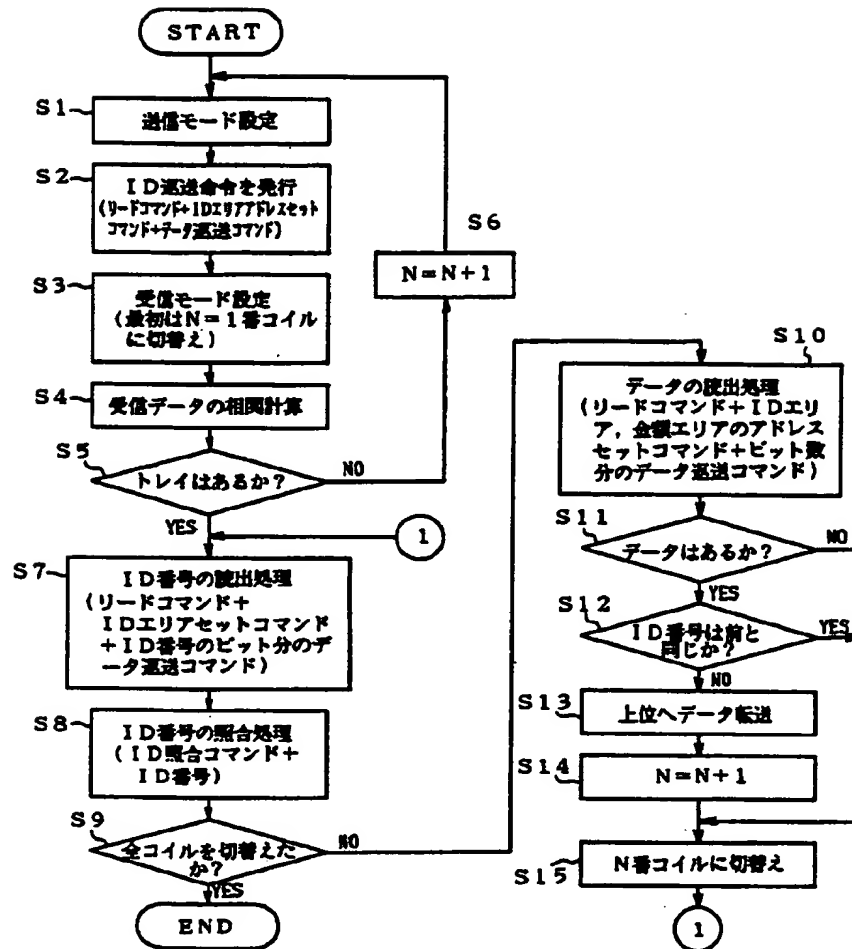 START
S1
送信モード設定
S2
ID返送命令を発行
(リードコマンド+IDエリアアドレスセット
コマンド+データ返送コマンド)
S3
受信モード設定
(最初はN=1番コイル
に切替え)
S4
受信データの相関計算
S5
トレイはあるか?
NO
YES
S6
N=N+1
1
S7
ID番号の読出処理
(リードコマンド+
IDエリアセットコマンド
+ID番号のビット分のデ
ータ返送コマンド)
S8
ID番号の照合処理
(ID照合コマンド+
ID番号)
S9
全コイルを切替えた
か?
NO
YES
END
S10
データの読出処理
(リードコマンド+IDエリ
ア,金額エリアのアドレス
セットコマンド+ビット数
分のデータ返送コマンド)
S11
データはあるか?
NO
YES
S12
ID番号は前と
同じか?
YES
NO
S13
上位へデータ転送
S14
N=N+1
S15
N番コイルに切替え
1